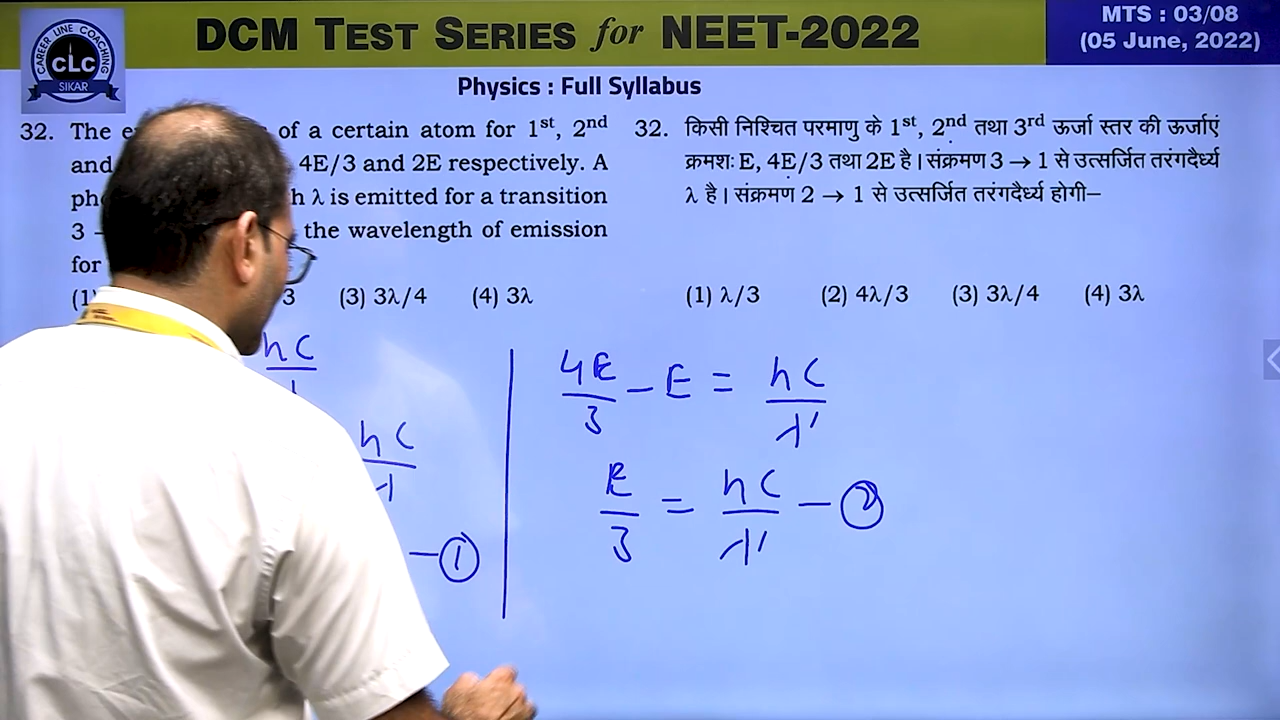 DCM TEST SERIES for NEET-2022
MTS : 03/08
(05 June, 2022)
CAREER LINE COACHING
CLC
SIKAR
Physics : Full Syllabus
32. The of a certain atom for 1st, 2nd
and 4E/3 and 2E respectively. A
λ is emitted for a transition
3 the wavelength of emission
for
(3) 3λ/4 (4) 3λ
32. किसी निश्चित परमाणु के 1st, 2nd तथा 3rd ऊर्जा स्तर की ऊर्जाएं
क्रमशः E, 4E/3 तथा 2E है। संक्रमण 3 → 1 से उत्सर्जित तरंगदैर्ध्य
λ है। संक्रमण 2 → 1 से उत्सर्जित तरंगदैर्ध्य होगी–
(1) λ/3 (2) 4λ/3 (3) 3λ/4 (4) 3λ
hC
hC/λ
–①
4E/3 – E = hC/λ'
E/3 = hC/λ' – ②